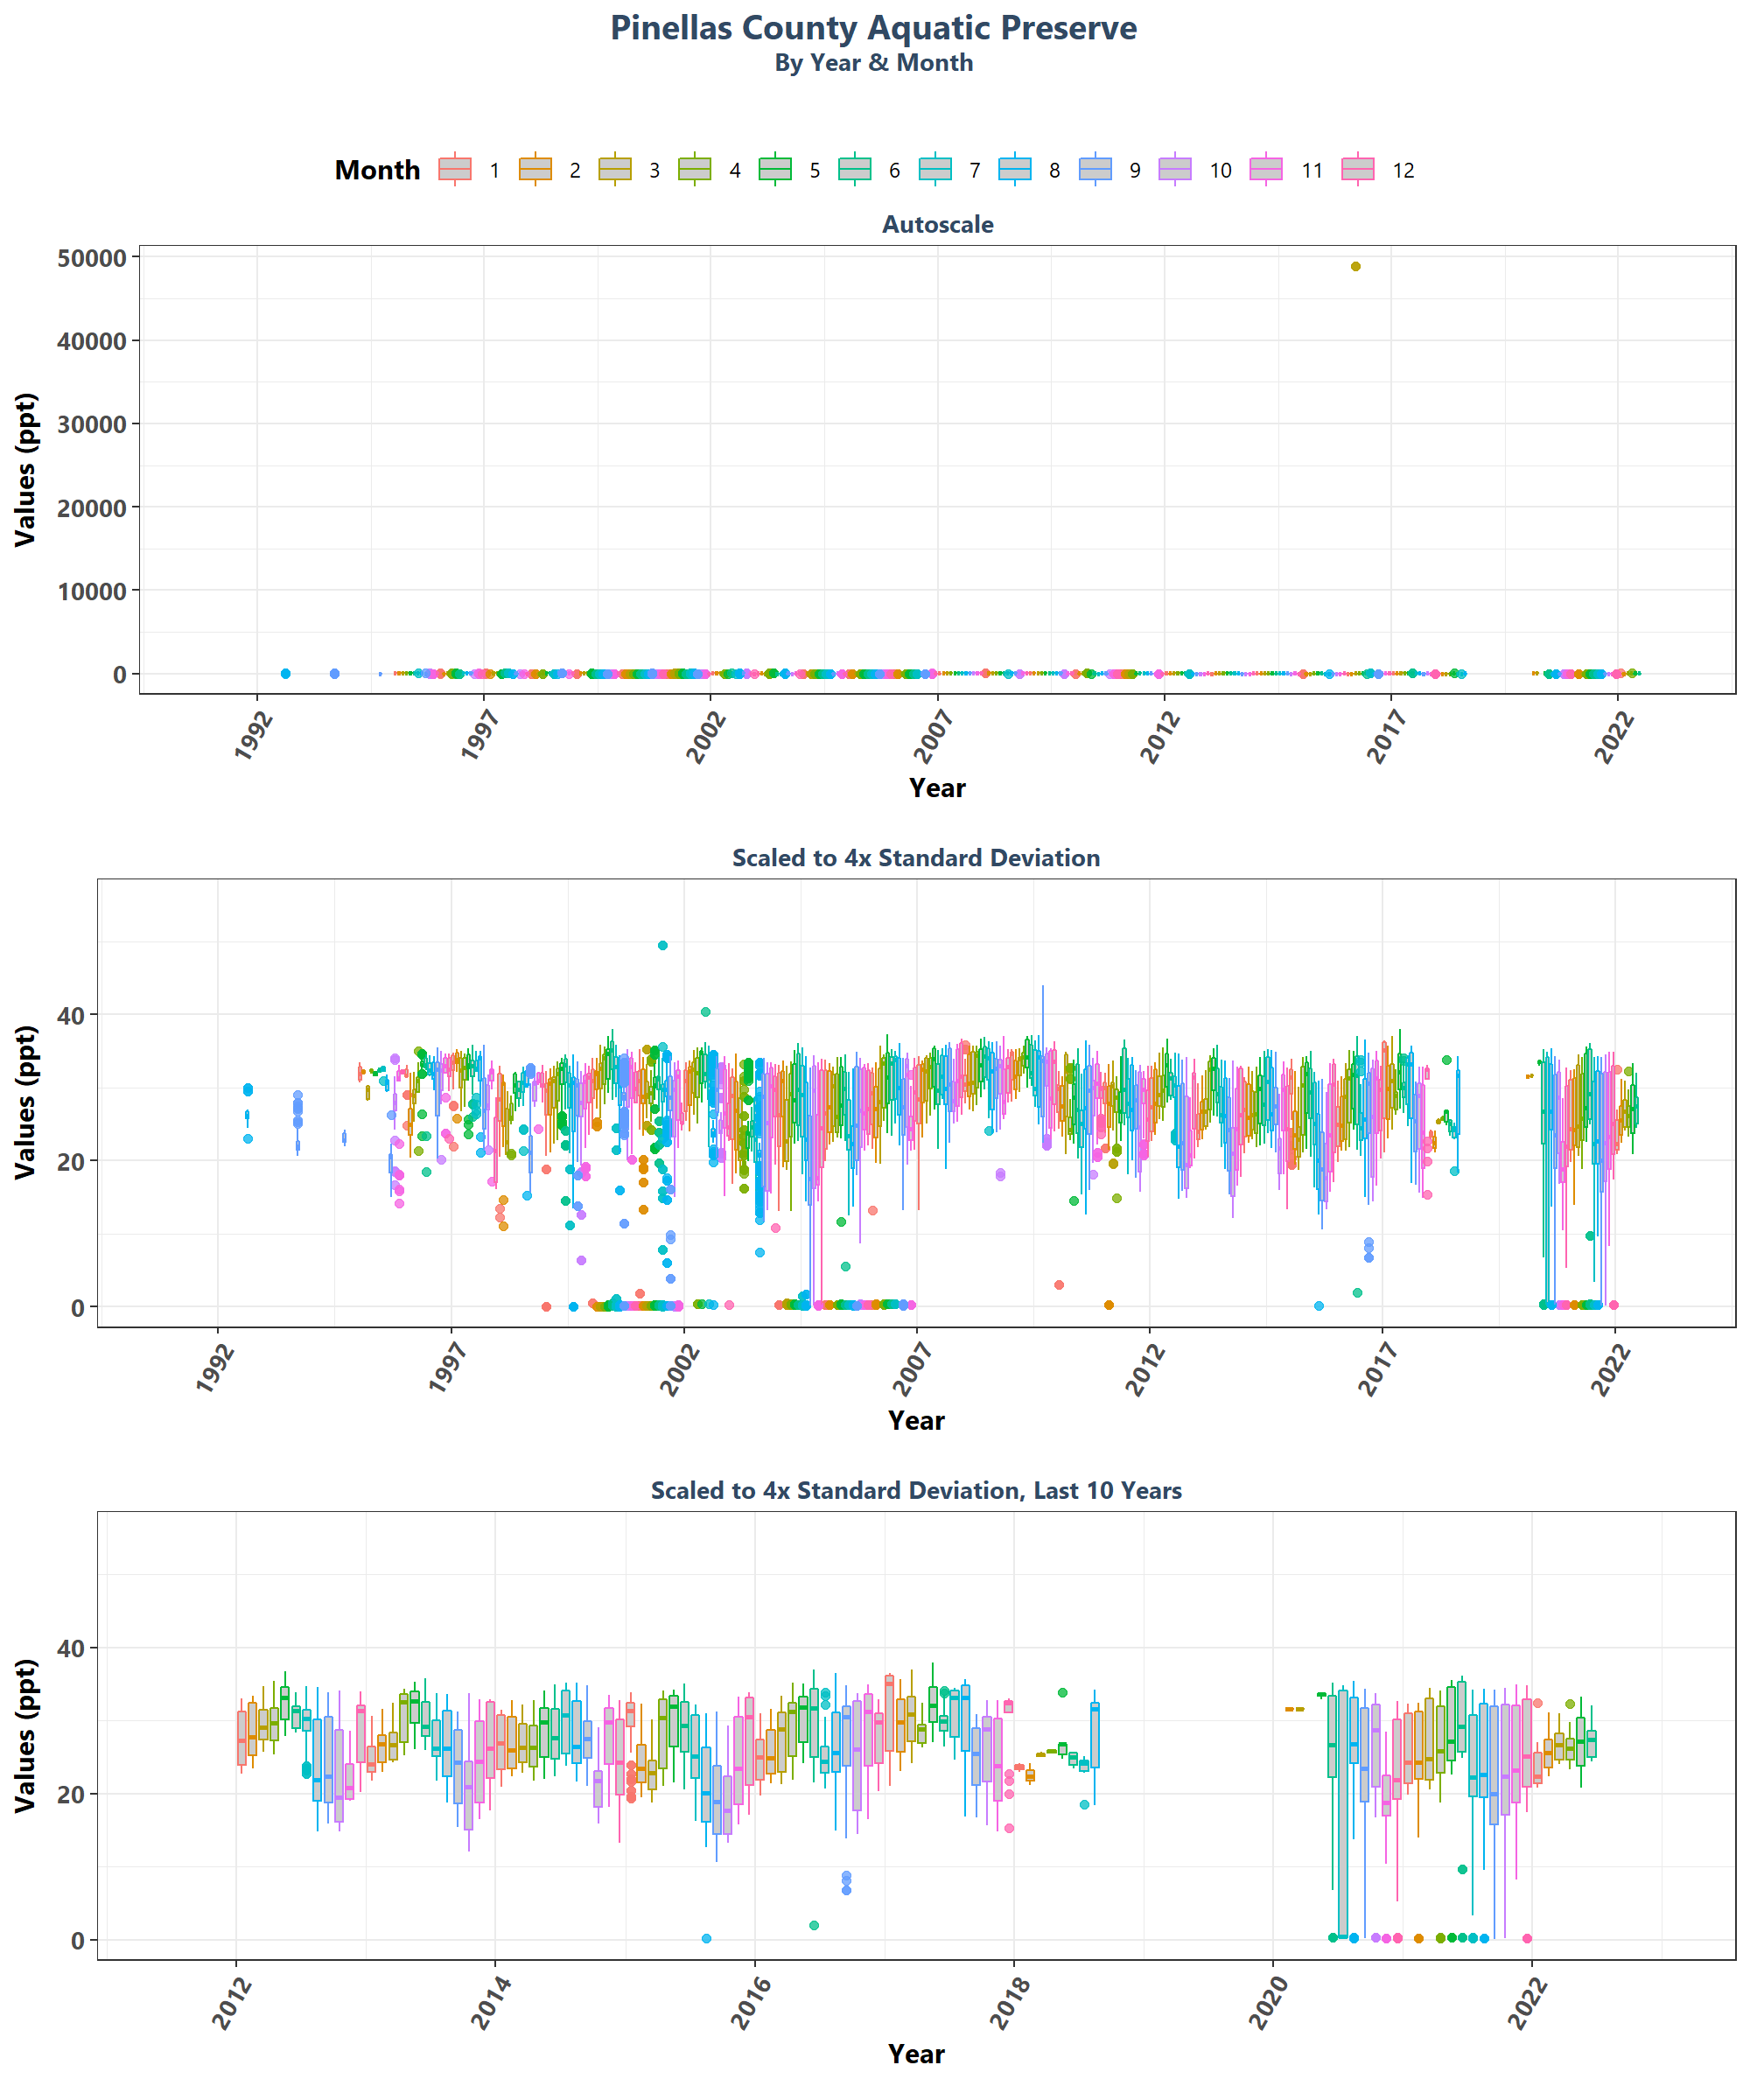 Pinellas County Aquatic Preserve
By Year & Month
Month 1 2 3 4 5 6 7 8 9 10 11 12
Autoscale
Values (ppt)
50000
40000
30000
20000
10000
0
1992 1997 2002 2007 2012 2017 2022
Year
Scaled to 4x Standard Deviation
Values (ppt)
40
20
0
1992 1997 2002 2007 2012 2017 2022
Year
Scaled to 4x Standard Deviation, Last 10 Years
Values (ppt)
40
20
0
2012 2014 2016 2018 2020 2022
Year